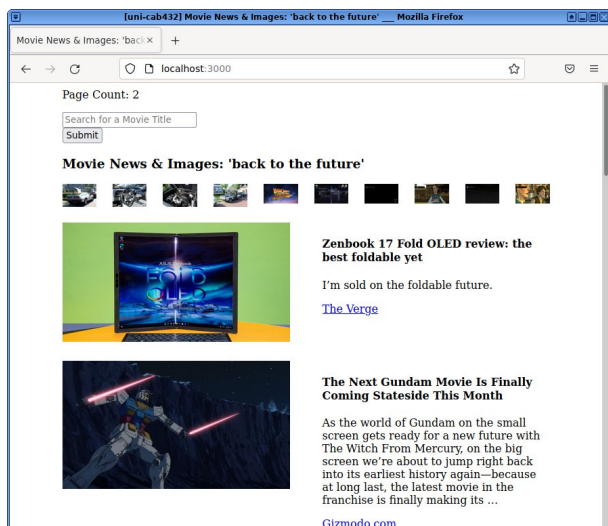 [uni-cab432] Movie News & Images: 'back to the future' __ Mozilla Firefox
Movie News & Images: 'back
localhost:3000
Page Count: 2
Search for a Movie Title
Submit
Movie News & Images: 'back to the future'
FOLD
OLED
Zenbook 17 Fold OLED review: the
best foldable yet
I'm sold on the foldable future.
The Verge
The Next Gundam Movie Is Finally
Coming Stateside This Month
As the world of Gundam on the small
screen gets ready for a new future with
The Witch From Mercury, on the big
screen we're about to jump right back
into its earliest history again—because
at long last, the latest movie in the
franchise is finally making its …
Gizmodo.com